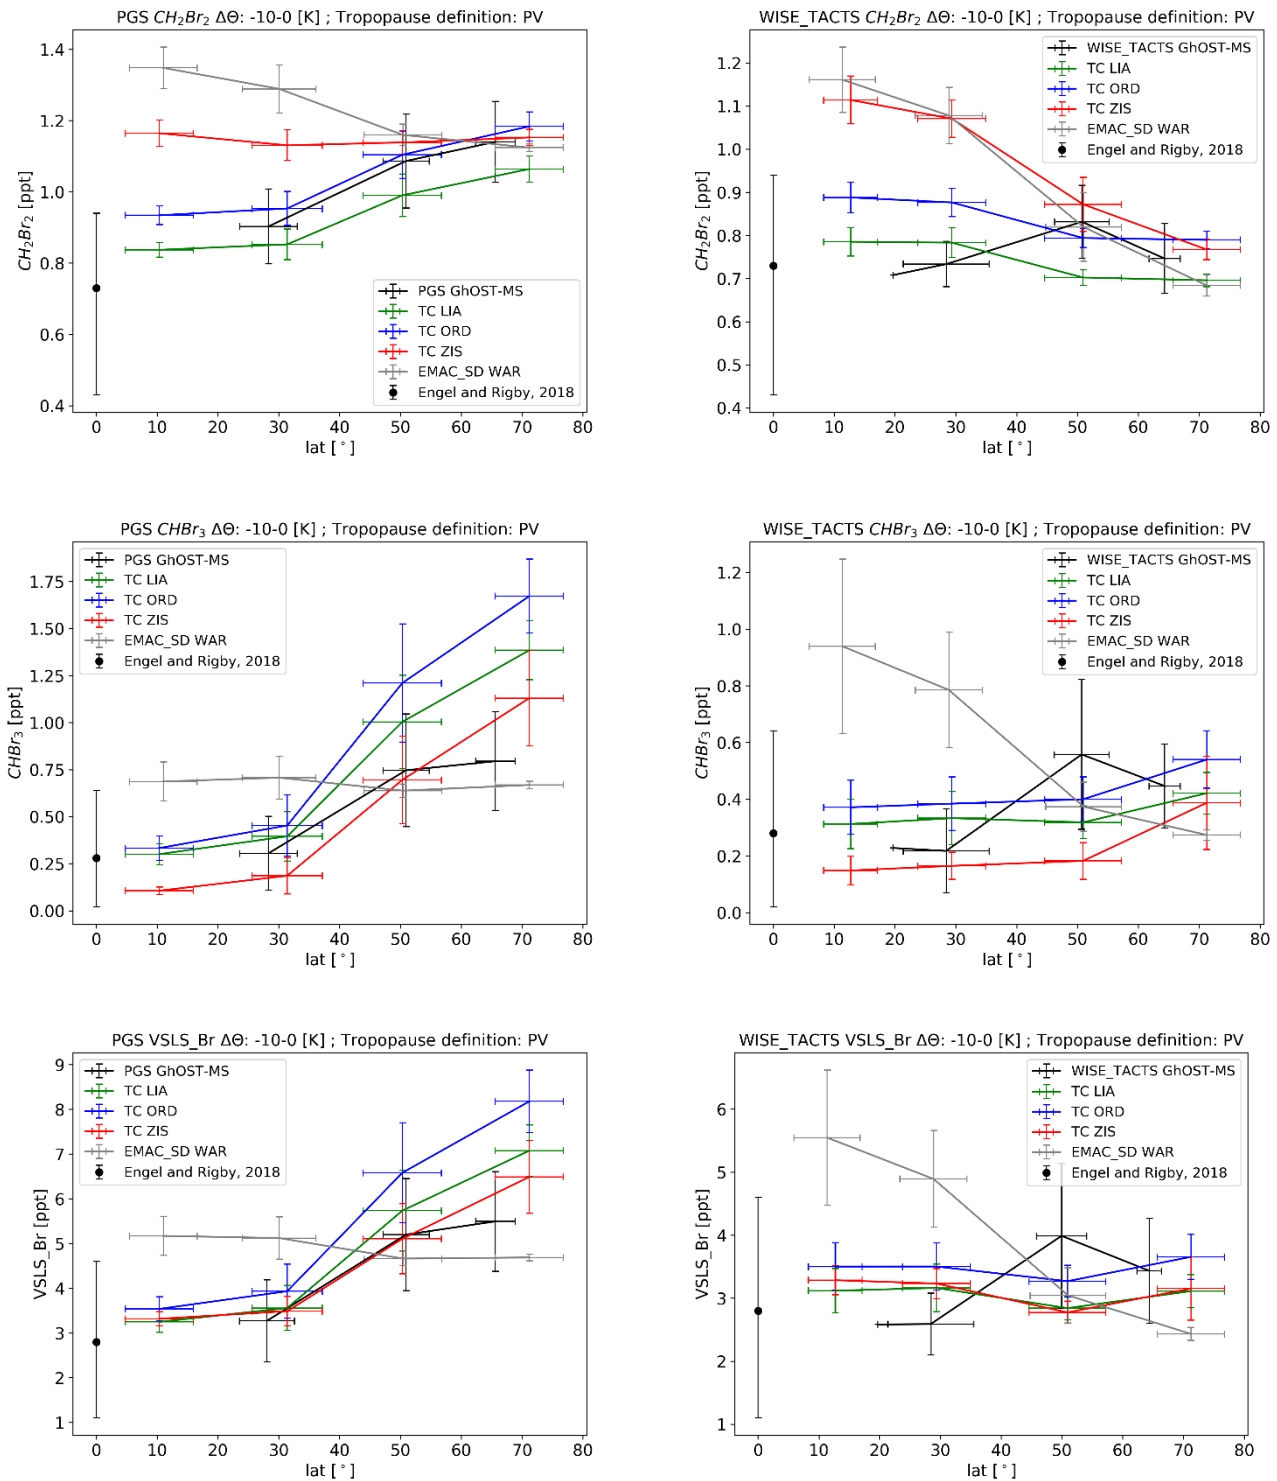 PGS CH₂Br₂ ΔΘ: -10-0 [K] ; Tropopause definition: PV
CH₂Br₂ [ppt]
1.4
1.2
1.0
0.8
0.6
0.4
PGS GhOST-MS
TC LIA
TC ORD
TC ZIS
EMAC_SD WAR
Engel and Rigby, 2018
0 10 20 30 40 50 60 70 80
lat [°]
WISE_TACTS CH₂Br₂ ΔΘ: -10-0 [K] ; Tropopause definition: PV
CH₂Br₂ [ppt]
1.2
1.1
1.0
0.9
0.8
0.7
0.6
0.5
0.4
WISE_TACTS GhOST-MS
TC LIA
TC ORD
TC ZIS
EMAC_SD WAR
Engel and Rigby, 2018
0 10 20 30 40 50 60 70 80
lat [°]
PGS CHBr₃ ΔΘ: -10-0 [K] ; Tropopause definition: PV
CHBr₃ [ppt]
1.75
1.50
1.25
1.00
0.75
0.50
0.25
0.00
PGS GhOST-MS
TC LIA
TC ORD
TC ZIS
EMAC_SD WAR
Engel and Rigby, 2018
0 10 20 30 40 50 60 70 80
lat [°]
WISE_TACTS CHBr₃ ΔΘ: -10-0 [K] ; Tropopause definition: PV
CHBr₃ [ppt]
1.2
1.0
0.8
0.6
0.4
0.2
0.0
WISE_TACTS GhOST-MS
TC LIA
TC ORD
TC ZIS
EMAC_SD WAR
Engel and Rigby, 2018
0 10 20 30 40 50 60 70 80
lat [°]
PGS VSLS_Br ΔΘ: -10-0 [K] ; Tropopause definition: PV
VSLS_Br [ppt]
9
8
7
6
5
4
3
2
1
PGS GhOST-MS
TC LIA
TC ORD
TC ZIS
EMAC_SD WAR
Engel and Rigby, 2018
0 10 20 30 40 50 60 70 80
lat [°]
WISE_TACTS VSLS_Br ΔΘ: -10-0 [K] ; Tropopause definition: PV
VSLS_Br [ppt]
6
5
4
3
2
1
WISE_TACTS GhOST-MS
TC LIA
TC ORD
TC ZIS
EMAC_SD WAR
Engel and Rigby, 2018
0 10 20 30 40 50 60 70 80
lat [°]